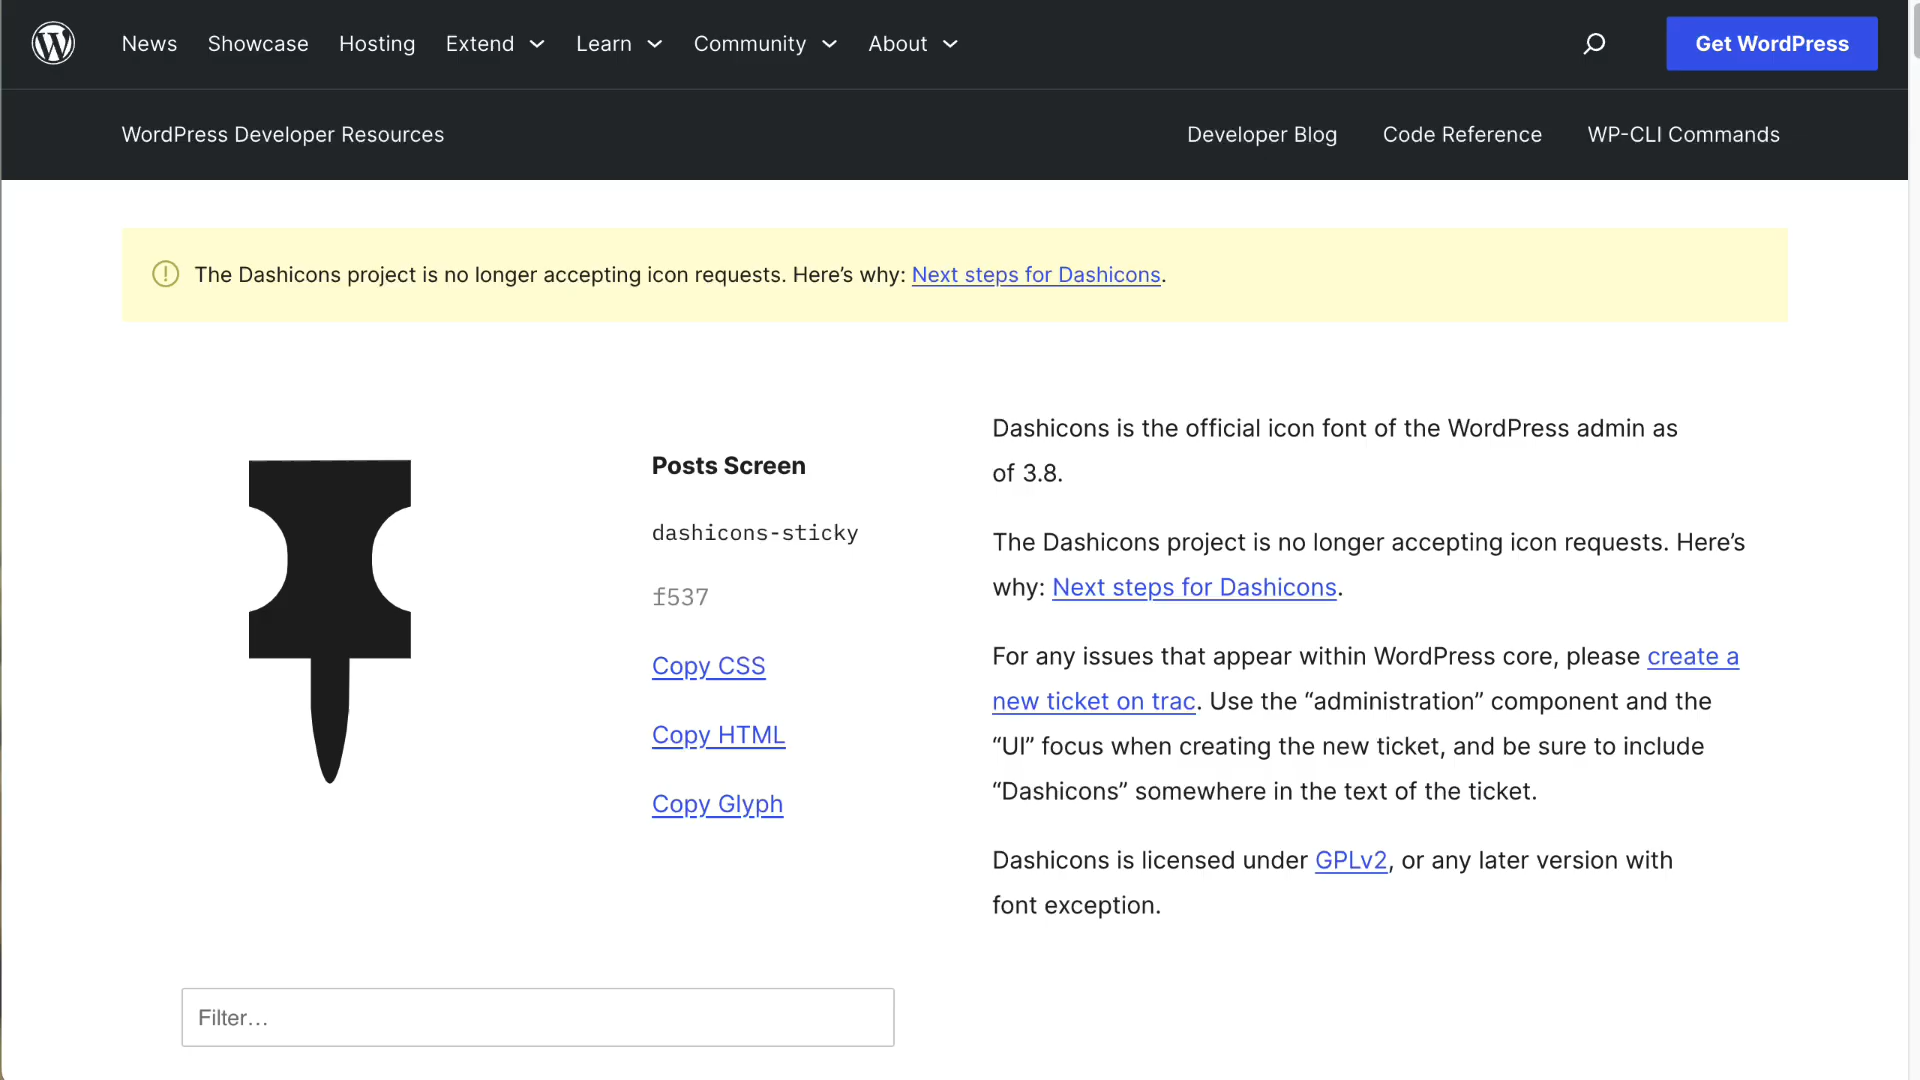 News Showcase Hosting Extend Learn Community About Get WordPress
WordPress Developer Resources Developer Blog Code Reference WP-CLI Commands
The Dashicons project is no longer accepting icon requests. Here’s why: Next steps for Dashicons.
Posts Screen
dashicons-sticky
f537
Copy CSS
Copy HTML
Copy Glyph
Dashicons is the official icon font of the WordPress admin as
of 3.8.
The Dashicons project is no longer accepting icon requests. Here’s
why: Next steps for Dashicons.
For any issues that appear within WordPress core, please create a
new ticket on trac. Use the “administration” component and the
“UI” focus when creating the new ticket, and be sure to include
“Dashicons” somewhere in the text of the ticket.
Dashicons is licensed under GPLv2, or any later version with
font exception.
Filter…